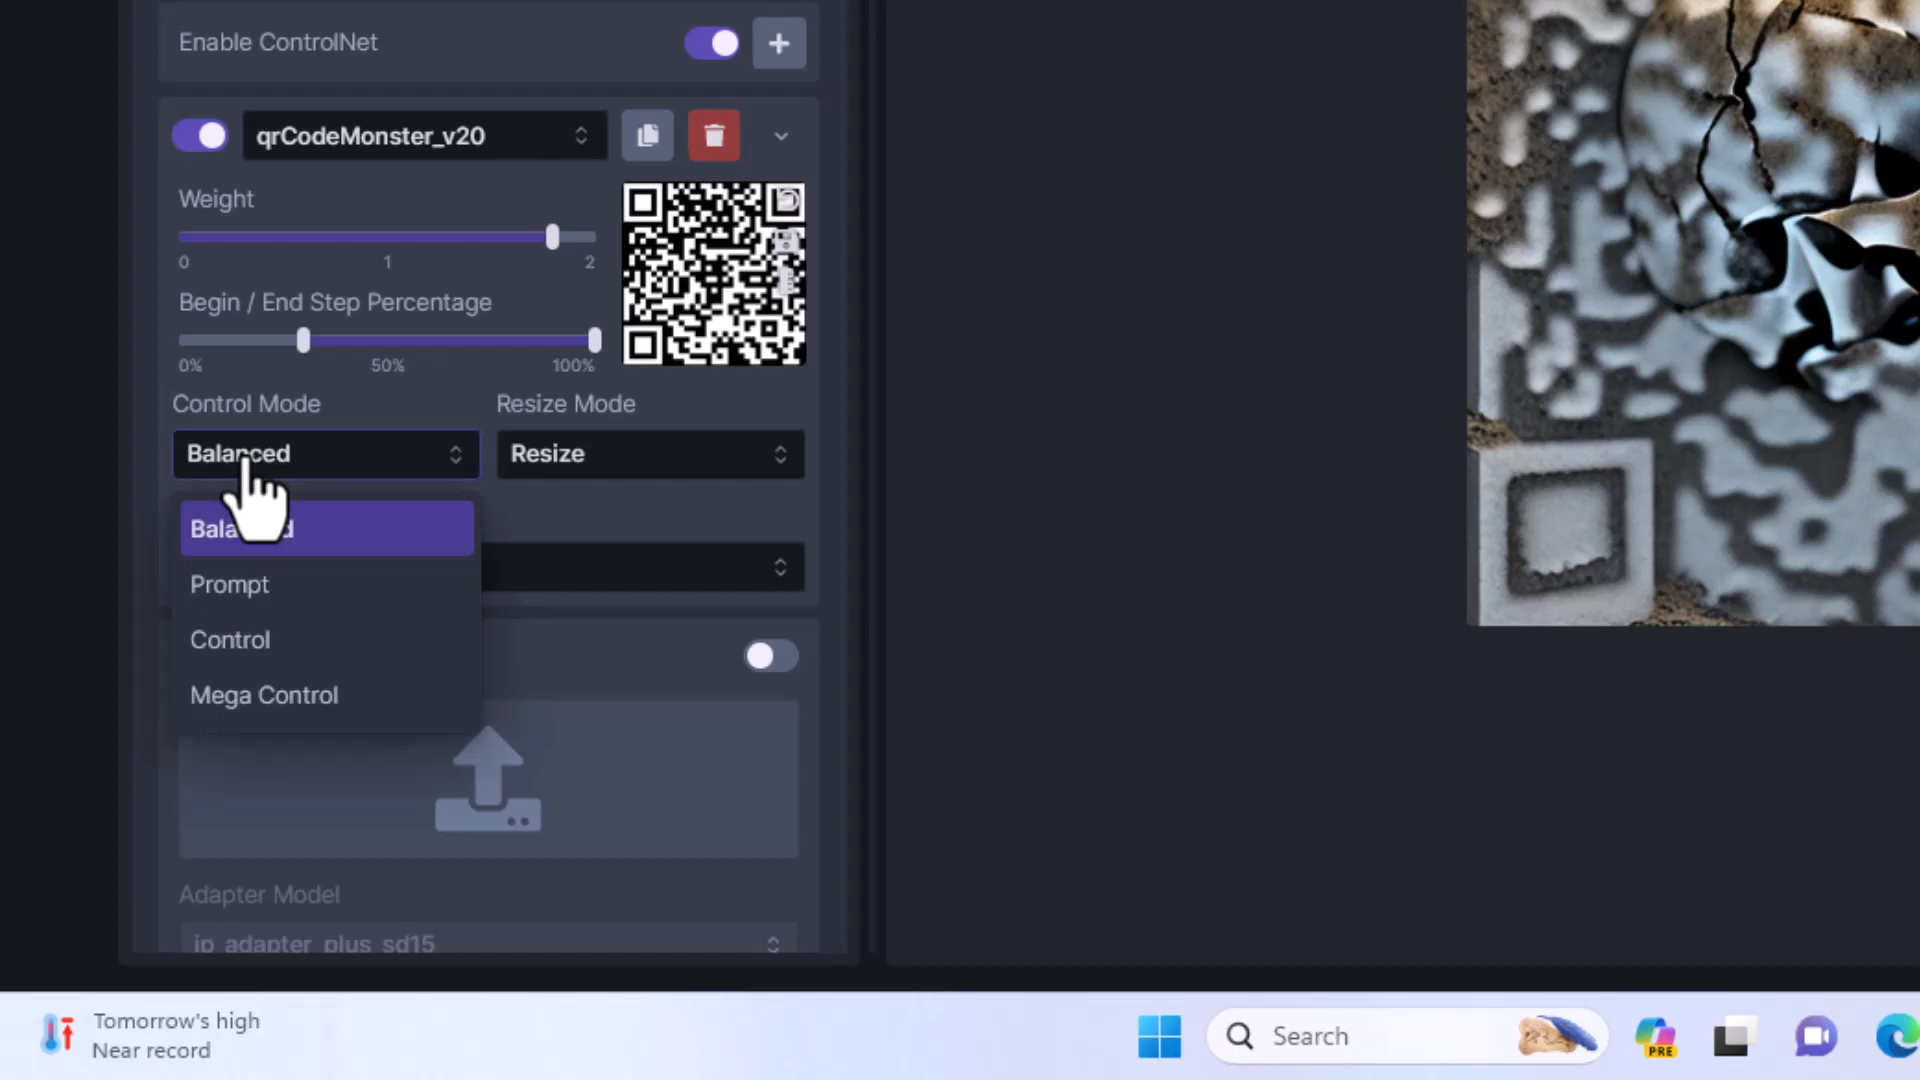 Enable ControlNet
qrCodeMonster_v20
Weight
0 1 2
Begin / End Step Percentage
0% 50% 100%
Control Mode Resize Mode
Balanced Resize
Balanced
Prompt
Control
Mega Control
Adapter Model
ip_adapter_plus_sd15
Tomorrow's high
Near record
Search
PRE